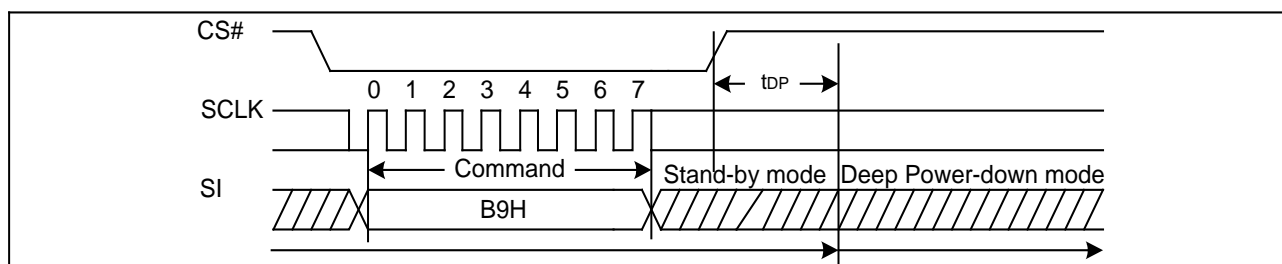 CS#
tDP
0 1 2 3 4 5 6 7
SCLK
Command
Stand-by mode Deep Power-down mode
SI
B9H